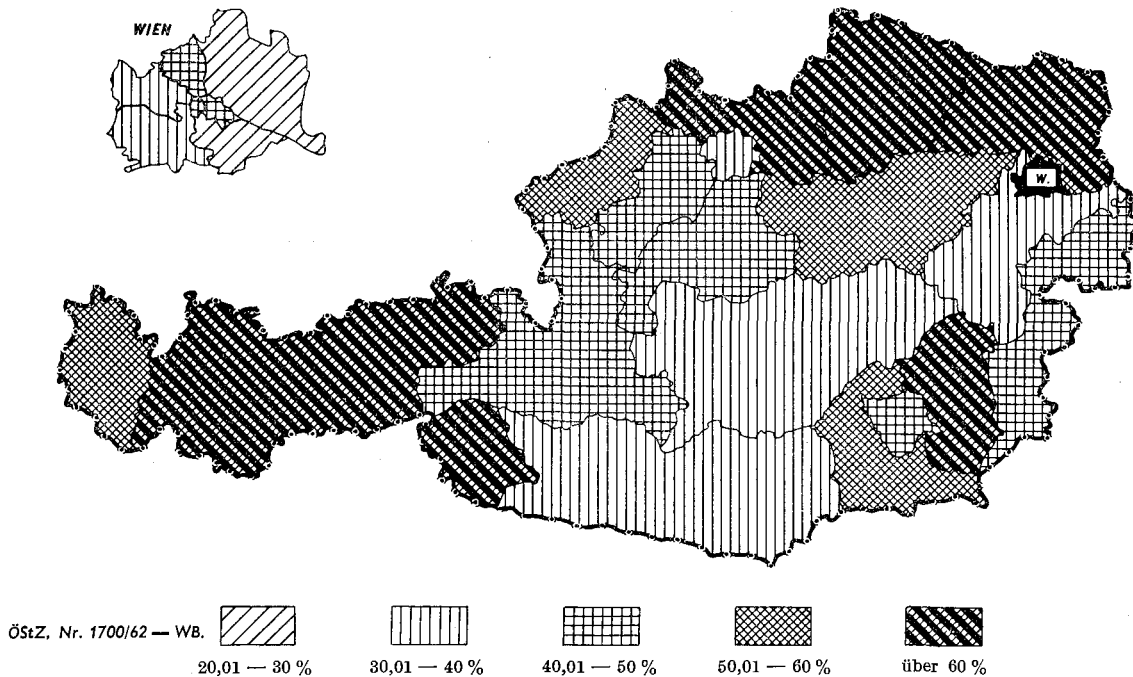 WIEN
W.
ÖStZ, Nr. 1700/62 — WB.
20,01 — 30 %
30,01 — 40 %
40,01 — 50 %
50,01 — 60 %
über 60 %